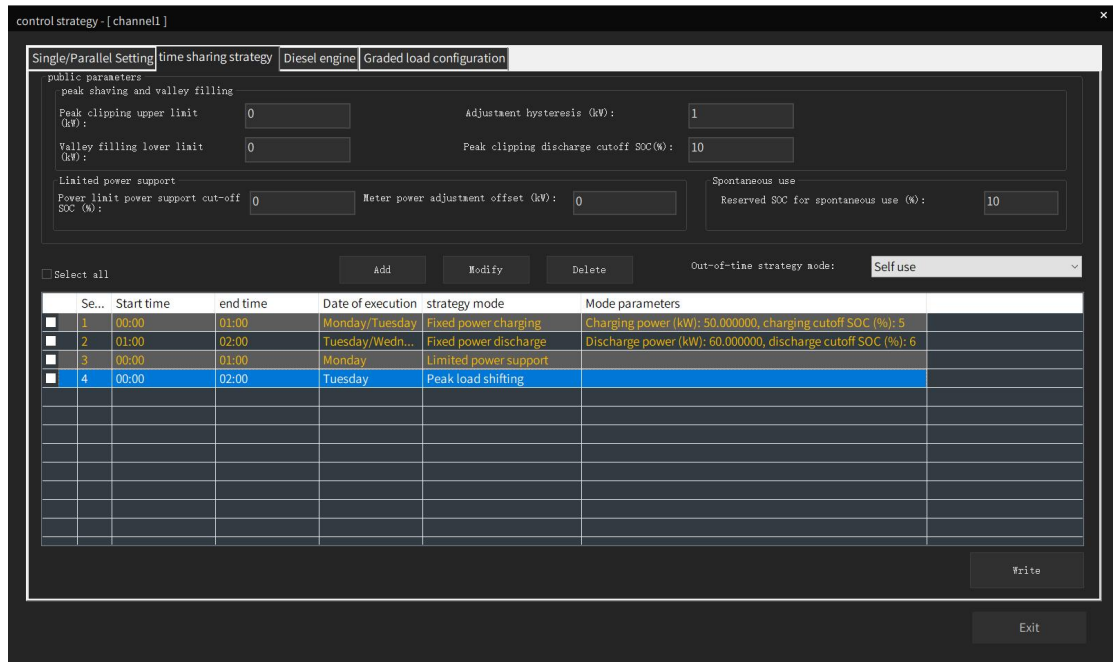 control strategy - [ channel1 ]
×
Single/Parallel Setting time sharing strategy Diesel engine Graded load configuration
public parameters
peak shaving and valley filling
Peak clipping upper limit (kW): 0 Adjustment hysteresis (kW): 1
Valley filling lower limit (kW): 0 Peak clipping discharge cutoff SOC(%): 10
Limited power support Spontaneous use
Power limit power support cut-off SOC (%): 0 Meter power adjustment offset (kW): 0 Reserved SOC for spontaneous use (%): 10
Select all Add Modify Delete Out-of-time strategy mode: Self use
Se... Start time end time Date of execution strategy mode Mode parameters
1 00:00 01:00 Monday/Tuesday Fixed power charging Charging power (kW): 50.000000, charging cutoff SOC (%): 5
2 01:00 02:00 Tuesday/Wedn... Fixed power discharge Discharge power (kW): 60.000000, discharge cutoff SOC (%): 6
3 00:00 01:00 Monday Limited power support
4 00:00 02:00 Tuesday Peak load shifting
Write
Exit